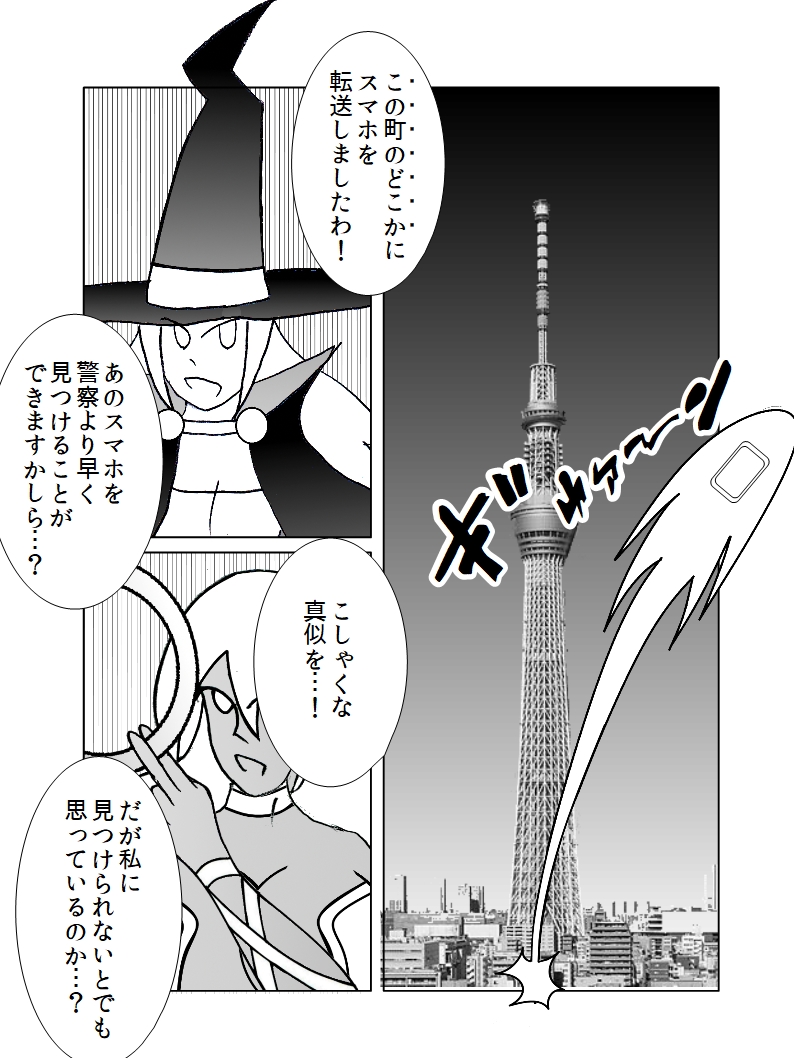 この町のどこかに
スマホを
転送しましたわ！
ギュァァーーン
あのスマホを
警察より早く
見つけることが
できますかしら…？
こしゃくな
真似を…！
だが私に
見つけられないとでも
思っているのか…？